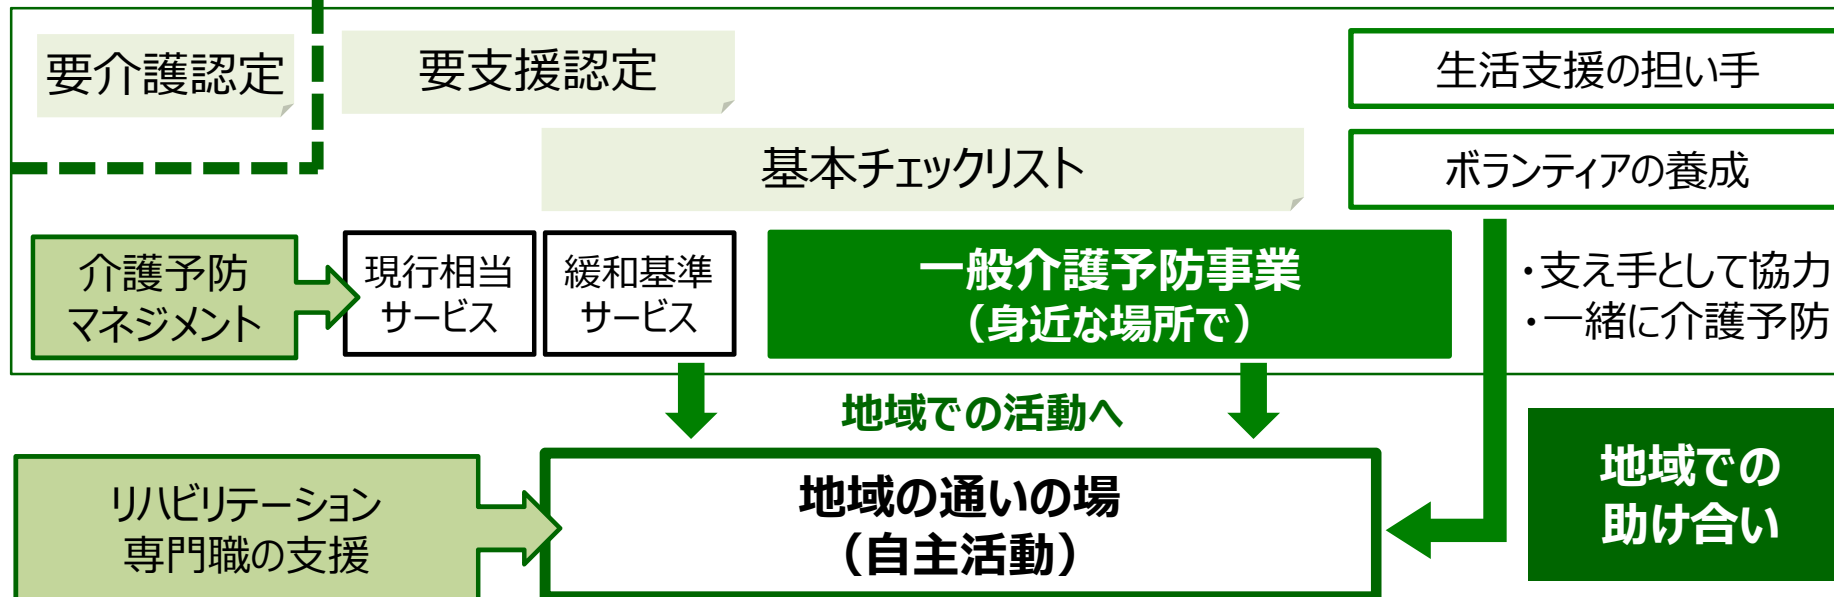 要介護認定
要支援認定
生活支援の担い手
基本チェックリスト
ボランティアの養成
介護予防
マネジメント
現行相当
サービス
緩和基準
サービス
一般介護予防事業
（身近な場所で）
・支え手として協力
・一緒に介護予防
地域での活動へ
リハビリテーション
専門職の支援
地域の通いの場
（自主活動）
地域での
助け合い